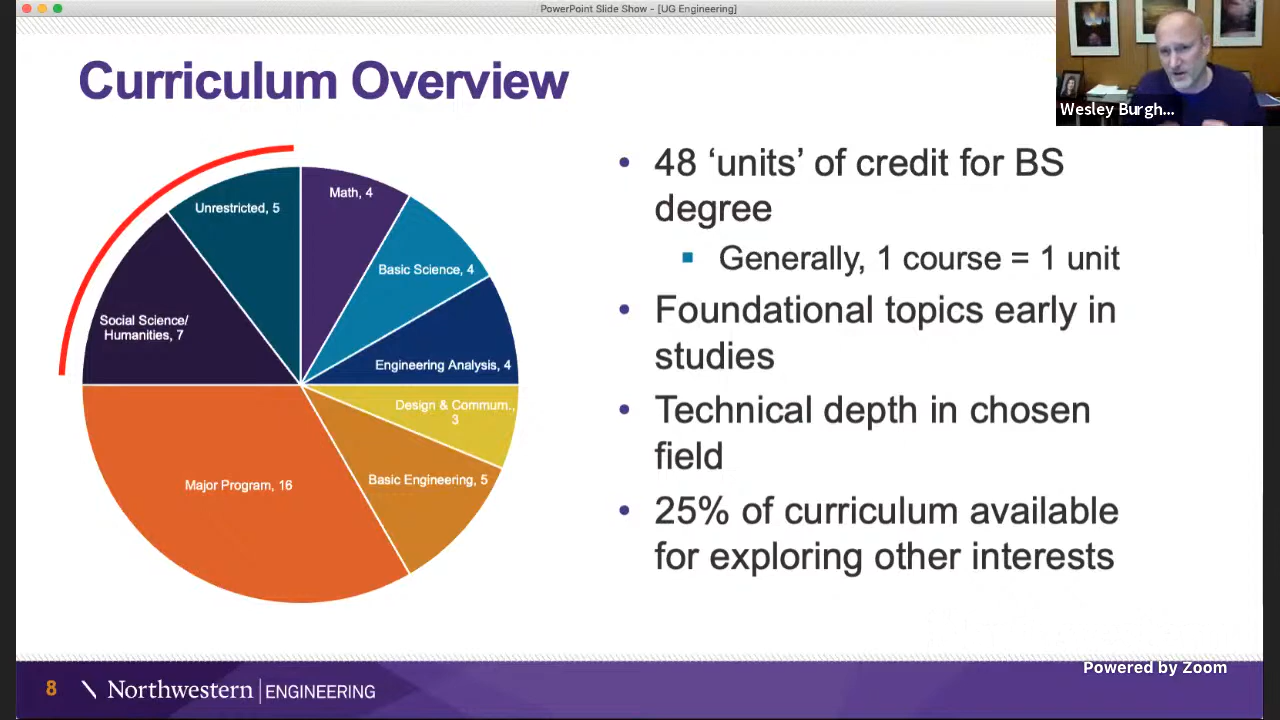 PowerPoint Slide Show - [UG Engineering]
Curriculum Overview
Wesley Burgh...
Unrestricted, 5
Math, 4
Basic Science, 4
Social Science/
Humanities, 7
Engineering Analysis, 4
Design & Commum.,
3
Basic Engineering, 5
Major Program, 16
• 48 ‘units’ of credit for BS
degree
▪ Generally, 1 course = 1 unit
• Foundational topics early in
studies
• Technical depth in chosen
field
• 25% of curriculum available
for exploring other interests
Powered by Zoom
8
Northwestern | ENGINEERING